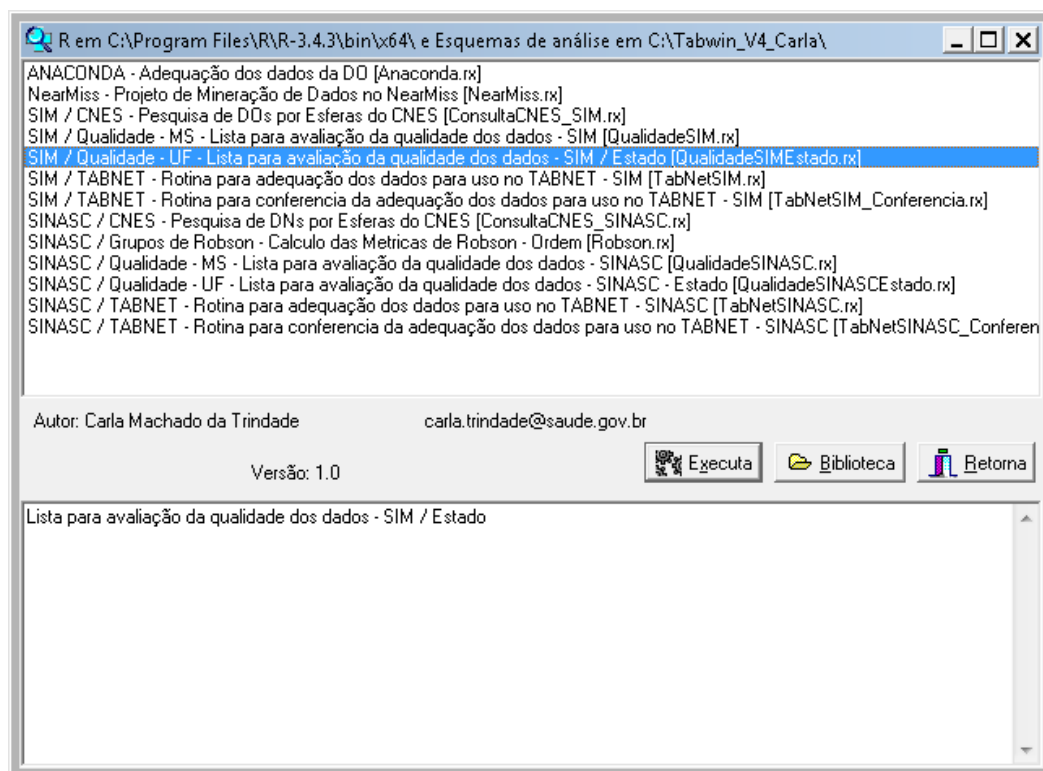 R em C:\Program Files\R\R-3.4.3\bin\x64\ e Esquemas de análise em C:\Tabwin_V4_Carla\
ANACONDA - Adequação dos dados da DO [Anaconda.rx]
NearMiss - Projeto de Mineração de Dados no NearMiss [NearMiss.rx]
SIM / CNES - Pesquisa de DOs por Esferas do CNES [ConsultaCNES_SIM.rx]
SIM / Qualidade - MS - Lista para avaliação da qualidade dos dados - SIM [QualidadeSIM.rx]
SIM / Qualidade - UF - Lista para avaliação da qualidade dos dados - SIM / Estado [QualidadeSIMEstado.rx]
SIM / TABNET - Rotina para adequação dos dados para uso no TABNET - SIM [TabNetSIM.rx]
SIM / TABNET - Rotina para conferencia da adequação dos dados para uso no TABNET - SIM [TabNetSIM_Conferencia.rx]
SINASC / CNES - Pesquisa de DNs por Esferas do CNES [ConsultaCNES_SINASC.rx]
SINASC / Grupos de Robson - Calculo das Metricas de Robson - Ordem [Robson.rx]
SINASC / Qualidade - MS - Lista para avaliação da qualidade dos dados - SINASC [QualidadeSINASC.rx]
SINASC / Qualidade - UF - Lista para avaliação da qualidade dos dados - SINASC - Estado [QualidadeSINASCEstado.rx]
SINASC / TABNET - Rotina para adequação dos dados para uso no TABNET - SINASC [TabNetSINASC.rx]
SINASC / TABNET - Rotina para conferencia da adequação dos dados para uso no TABNET - SINASC [TabNetSINASC_Conferen
Autor: Carla Machado da Trindade carla.trindade@saude.gov.br
Versão: 1.0 Executa Biblioteca Retorna
Lista para avaliação da qualidade dos dados - SIM / Estado